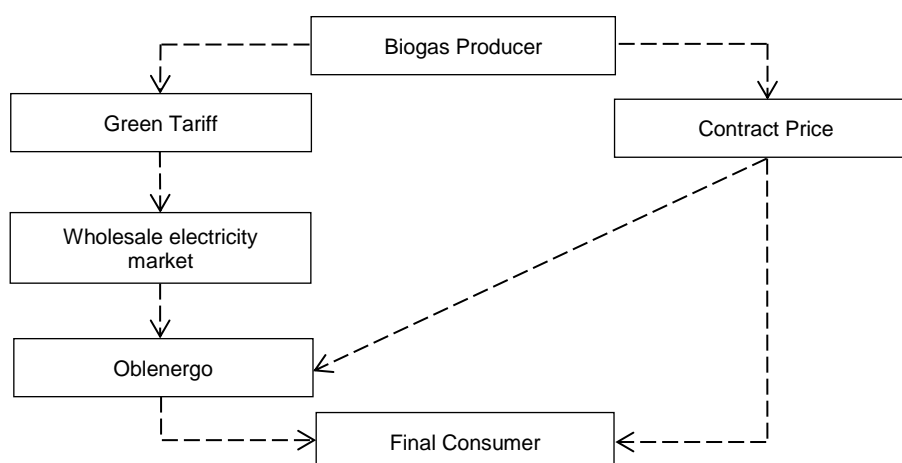 Biogas Producer
Green Tariff
Contract Price
Wholesale electricity
market
Oblenergo
Final Consumer